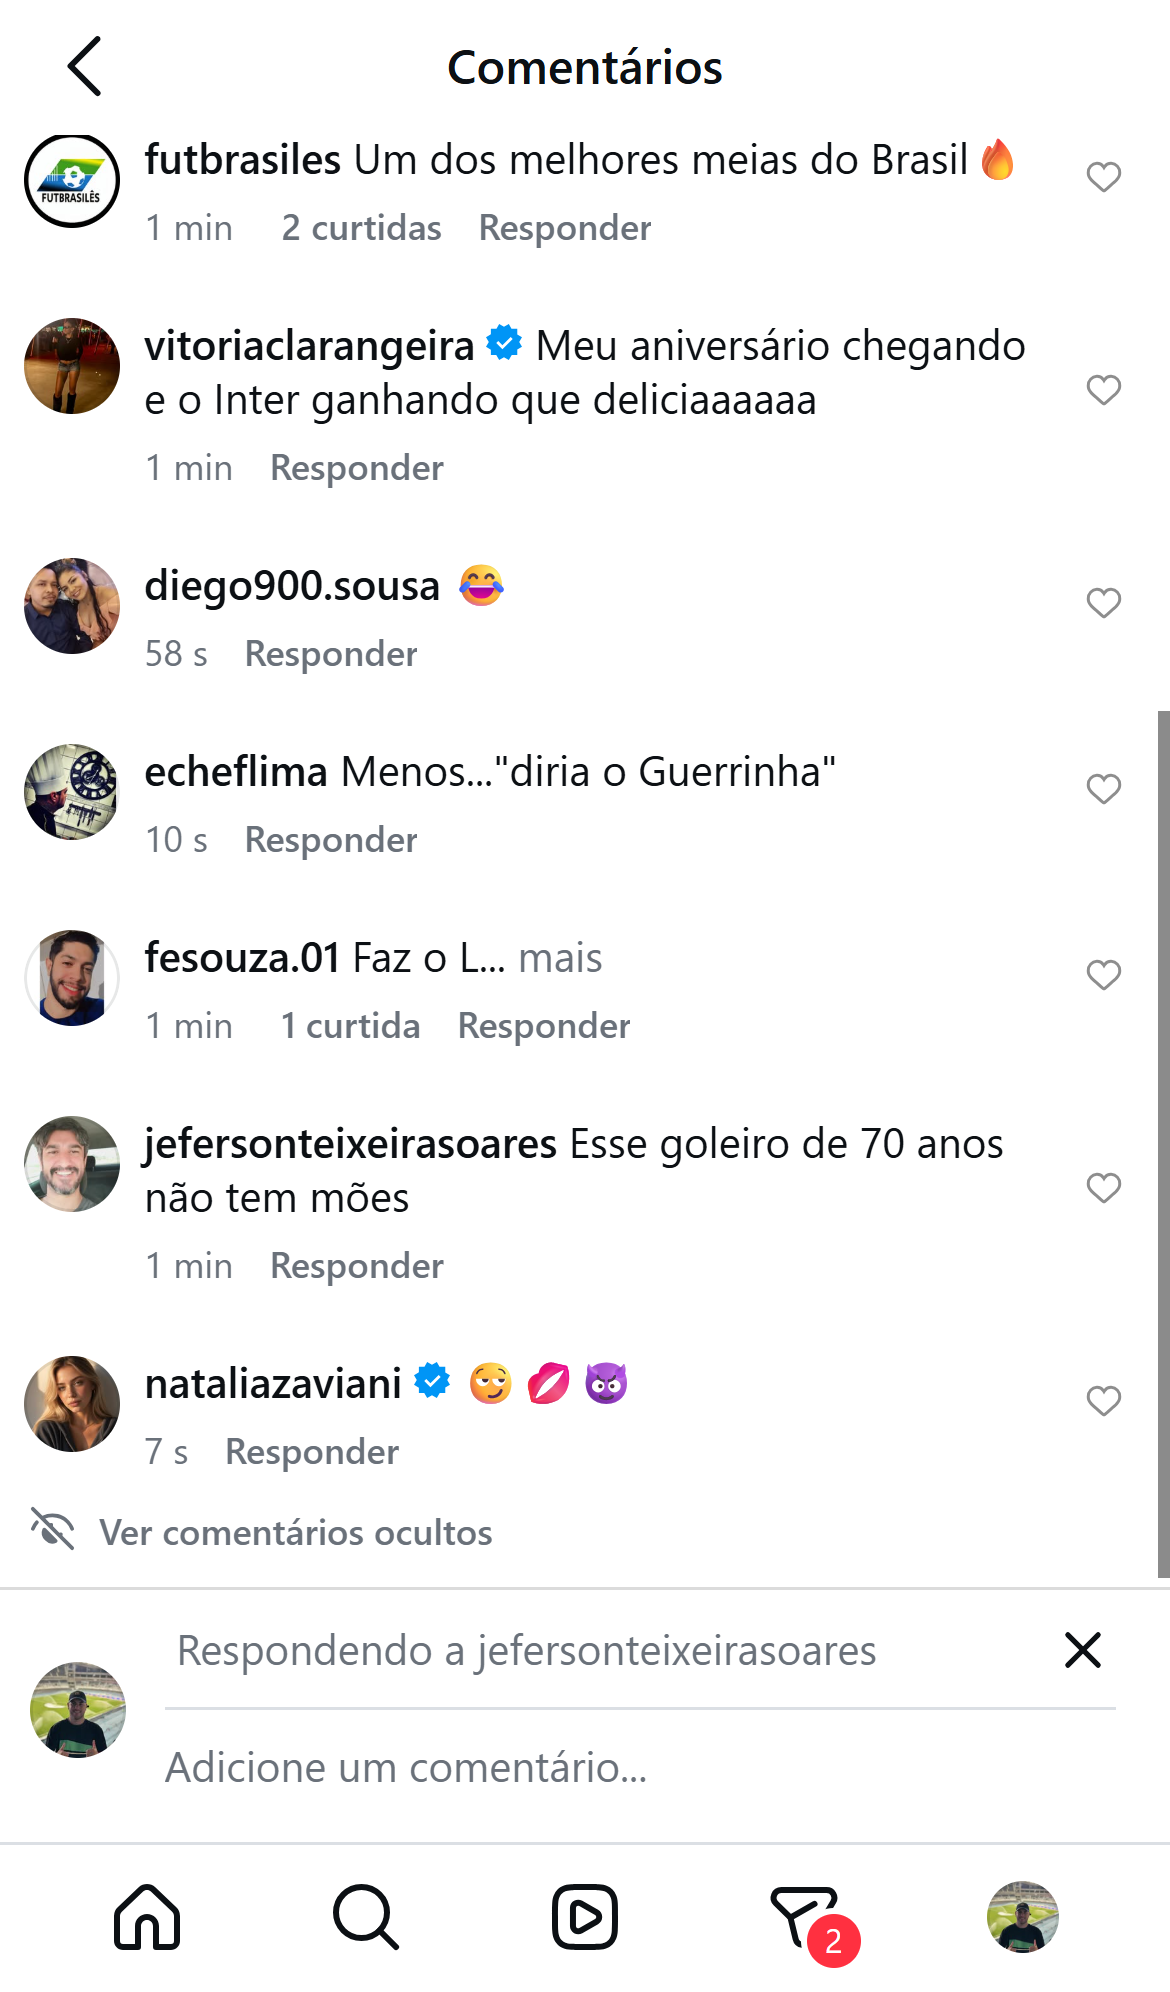 Comentários
futbrasiles Um dos melhores meias do Brasil 🔥
FUTBRASILÊS
1 min 2 curtidas Responder
vitoriaclarangeira Meu aniversário chegando
e o Inter ganhando que deliciaaaaaa
1 min Responder
diego900.sousa 😂
58 s Responder
echeflima Menos..."diria o Guerrinha"
10 s Responder
fesouza.01 Faz o L... mais
1 min 1 curtida Responder
jefersonteixeirasoares Esse goleiro de 70 anos
não tem mões
1 min Responder
nataliazaviani 😏 💋 😈
7 s Responder
Ver comentários ocultos
Respondendo a jefersonteixeirasoares
Adicione um comentário...
2